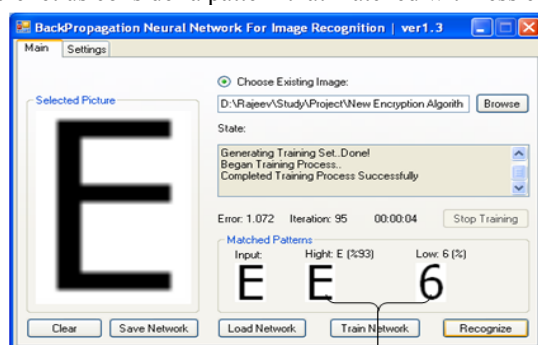 BackPropagation Neural Network For Image Recognition | ver1.3
Main Settings
Choose Existing Image:
Selected Picture
D:\Rajeev\Study\Project\New Encryption Algorith Browse
State:
Generating Training Set..Done!
Began Training Process..
Completed Training Process Successfully
E
Error: 1.072 Iteration: 95 00:00:04 Stop Training
Matched Patterns
Input: Hight: E (%93) Low: 6 (%)
E E 6
Clear Save Network Load Network Train Network Recognize